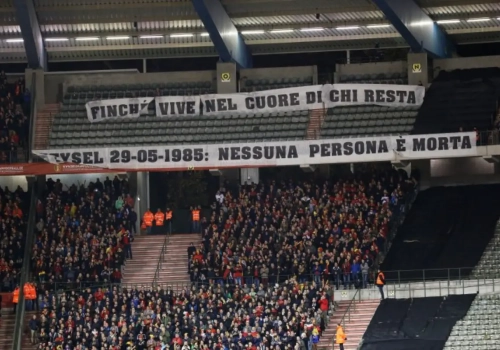 FINCHÉ VIVE NEL CUORE DI CHI RESTA
EYSEL 29-05-1985: NESSUNA PERSONA È MORTA